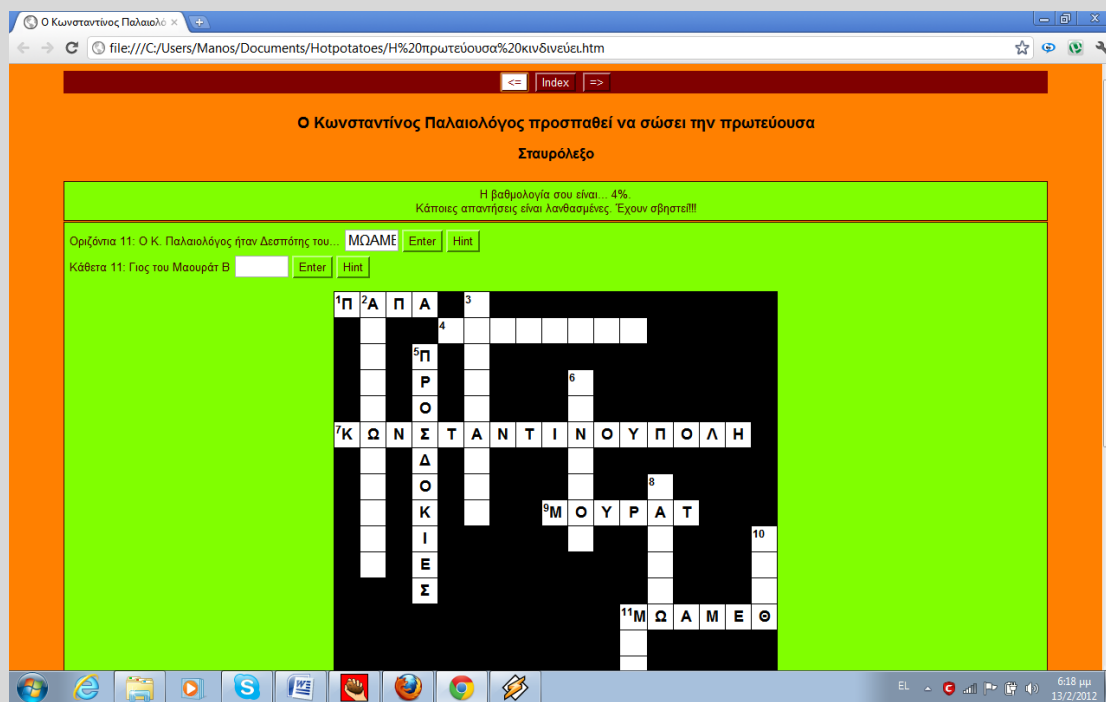 Ο Κωνσταντίνος Παλαιολό
file:///C:/Users/Manos/Documents/Hotpotatoes/Η%20πρωτεύουσα%20κινδινεύει.htm
<= Index =>
Ο Κωνσταντίνος Παλαιολόγος προσπαθεί να σώσει την πρωτεύουσα
Σταυρόλεξο
Η βαθμολογία σου είναι... 4%.
Κάποιες απαντήσεις είναι λανθασμένες. Έχουν σβηστεί!!!
Οριζόντια 11: Ο Κ. Παλαιολόγος ήταν Δεσπότης του... ΜΩΑΜΕ Enter Hint
Κάθετα 11: Γιος του Μαουράτ Β Enter Hint
1Π 2Α Π Α 3
4
5Π
Ρ 6
Ο
7Κ Ω Ν Σ Τ Α Ν Τ Ι Ν Ο Υ Π Ο Λ Η
Δ
Ο 8
Κ 9Μ Ο Υ Ρ Α Τ
Ι 10
Ε
Σ
11Μ Ω Α Μ Ε Θ
EL 6:18 μμ
13/2/2012